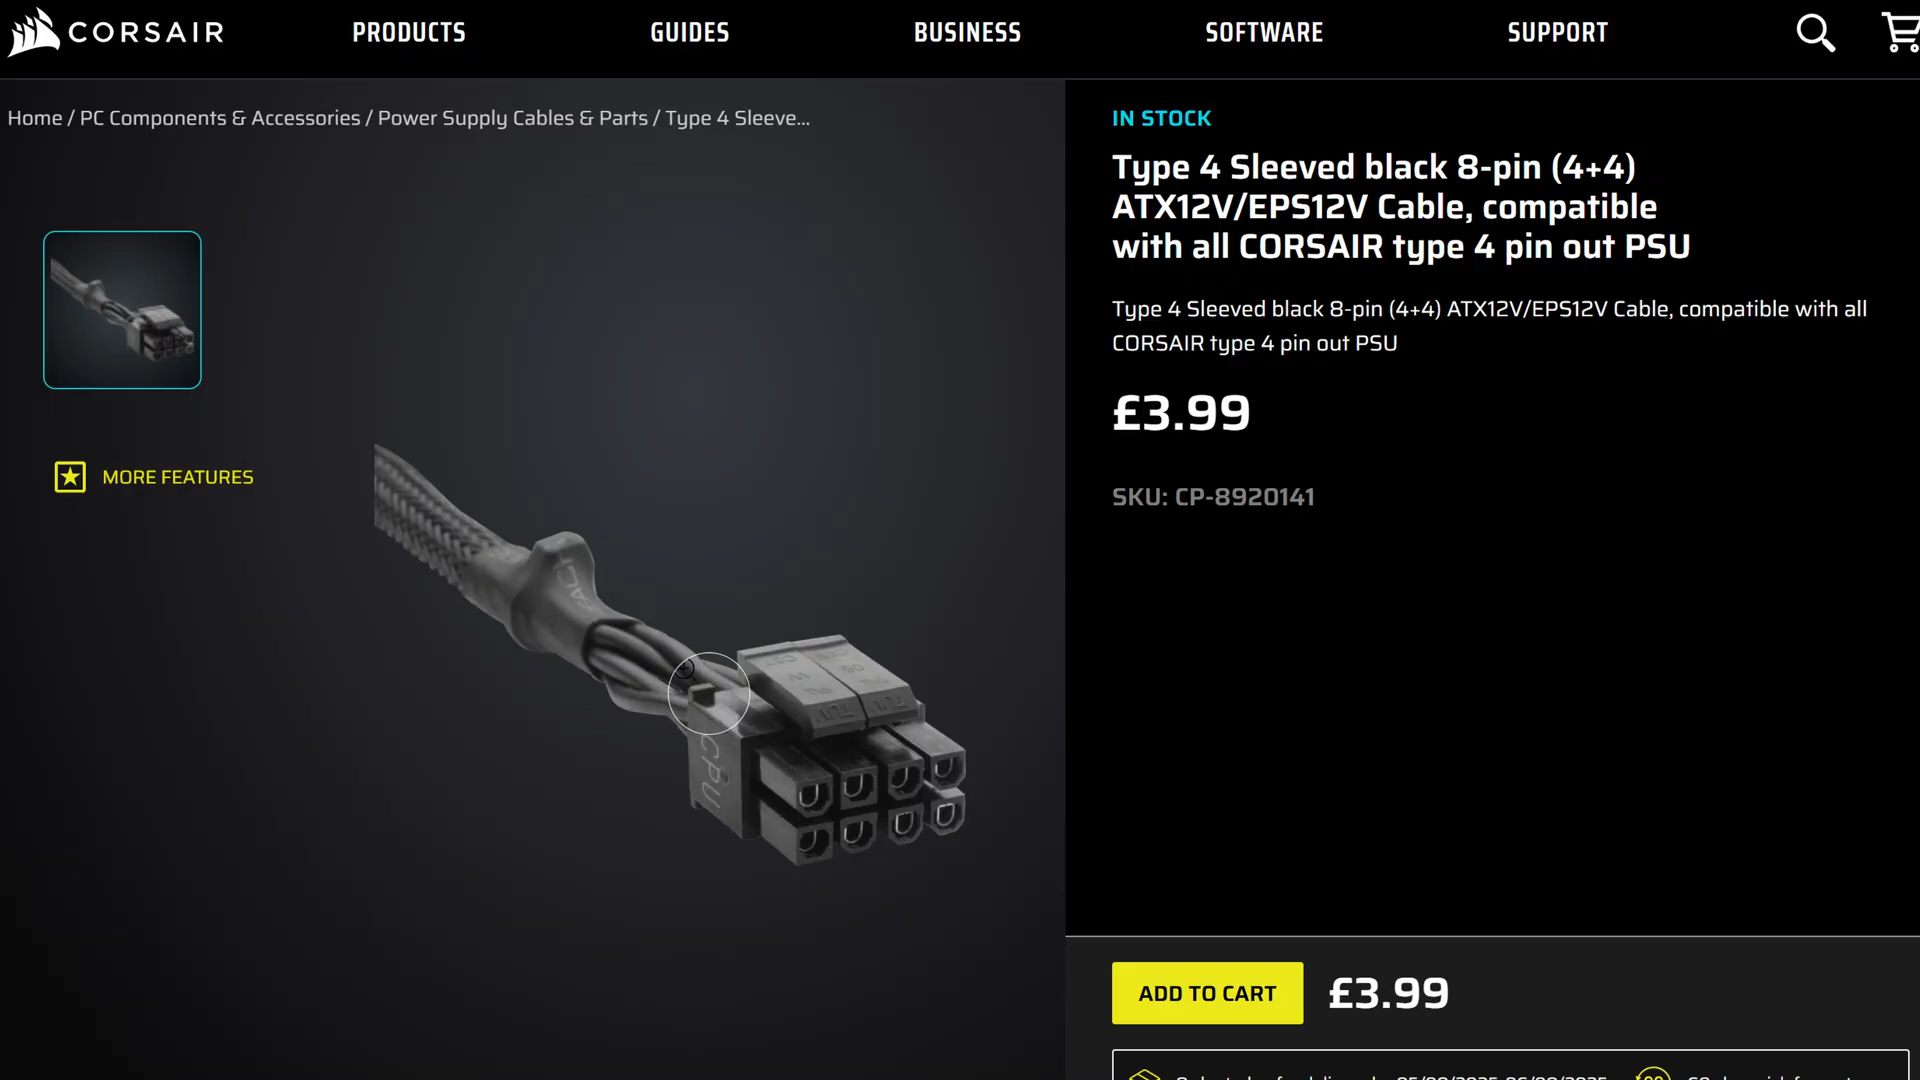 CORSAIR
PRODUCTS
GUIDES
BUSINESS
SOFTWARE
SUPPORT
Home / PC Components & Accessories / Power Supply Cables & Parts / Type 4 Sleeve...
MORE FEATURES
CPU
IN STOCK
Type 4 Sleeved black 8-pin (4+4)
ATX12V/EPS12V Cable, compatible
with all CORSAIR type 4 pin out PSU
Type 4 Sleeved black 8-pin (4+4) ATX12V/EPS12V Cable, compatible with all
CORSAIR type 4 pin out PSU
£3.99
SKU: CP-8920141
ADD TO CART
£3.99